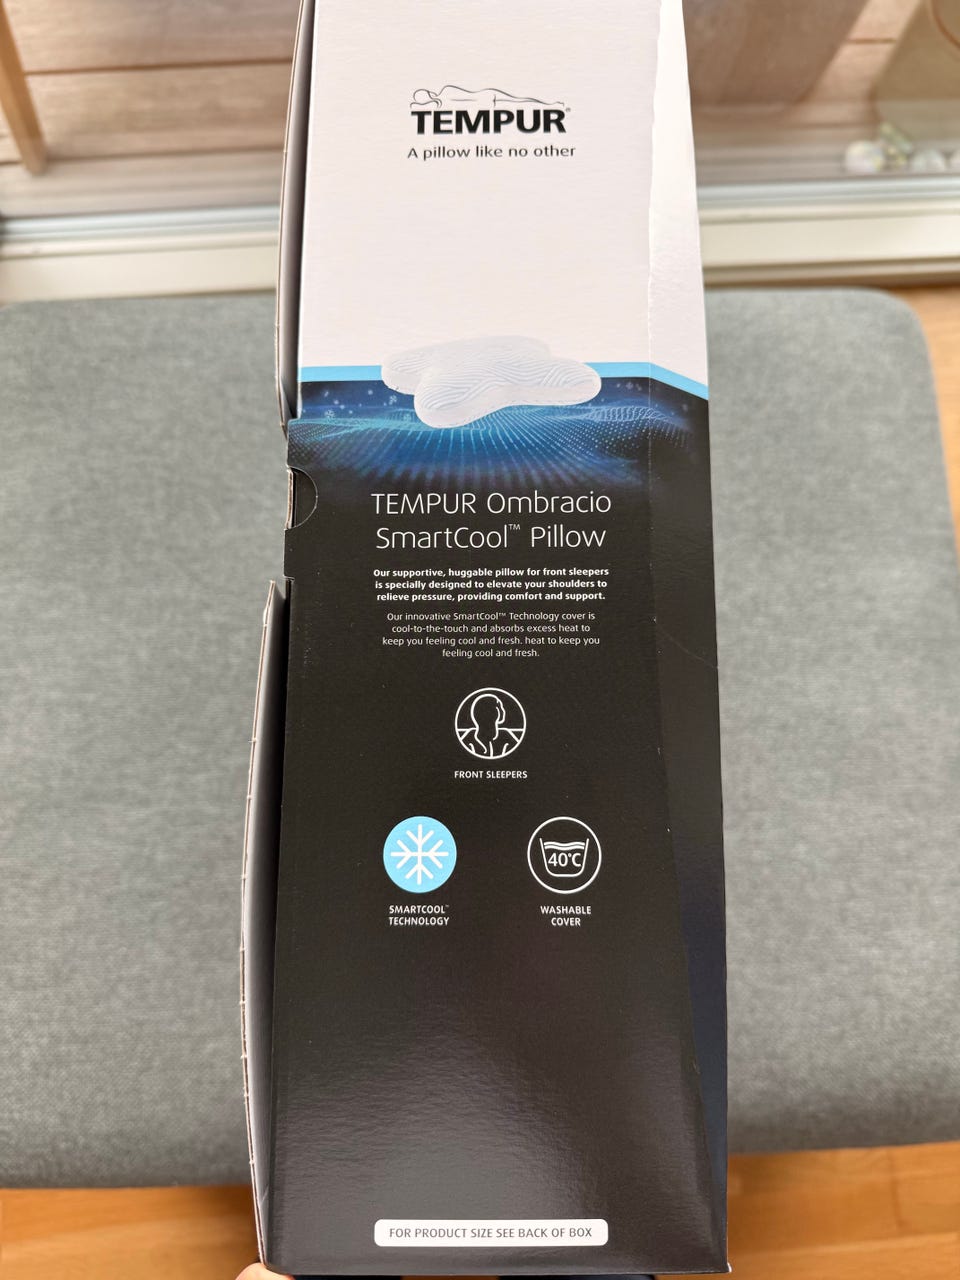 TEMPUR®
A pillow like no other
TEMPUR Ombracio
SmartCool™ Pillow
Our supportive, huggable pillow for front sleepers
is specially designed to elevate your shoulders to
relieve pressure, providing comfort and support.
Our innovative SmartCool™ Technology cover is
cool-to-the-touch and absorbs excess heat to
keep you feeling cool and fresh. heat to keep you
feeling cool and fresh.
FRONT SLEEPERS
SMARTCOOL™
TECHNOLOGY
40°C
WASHABLE
COVER
FOR PRODUCT SIZE SEE BACK OF BOX